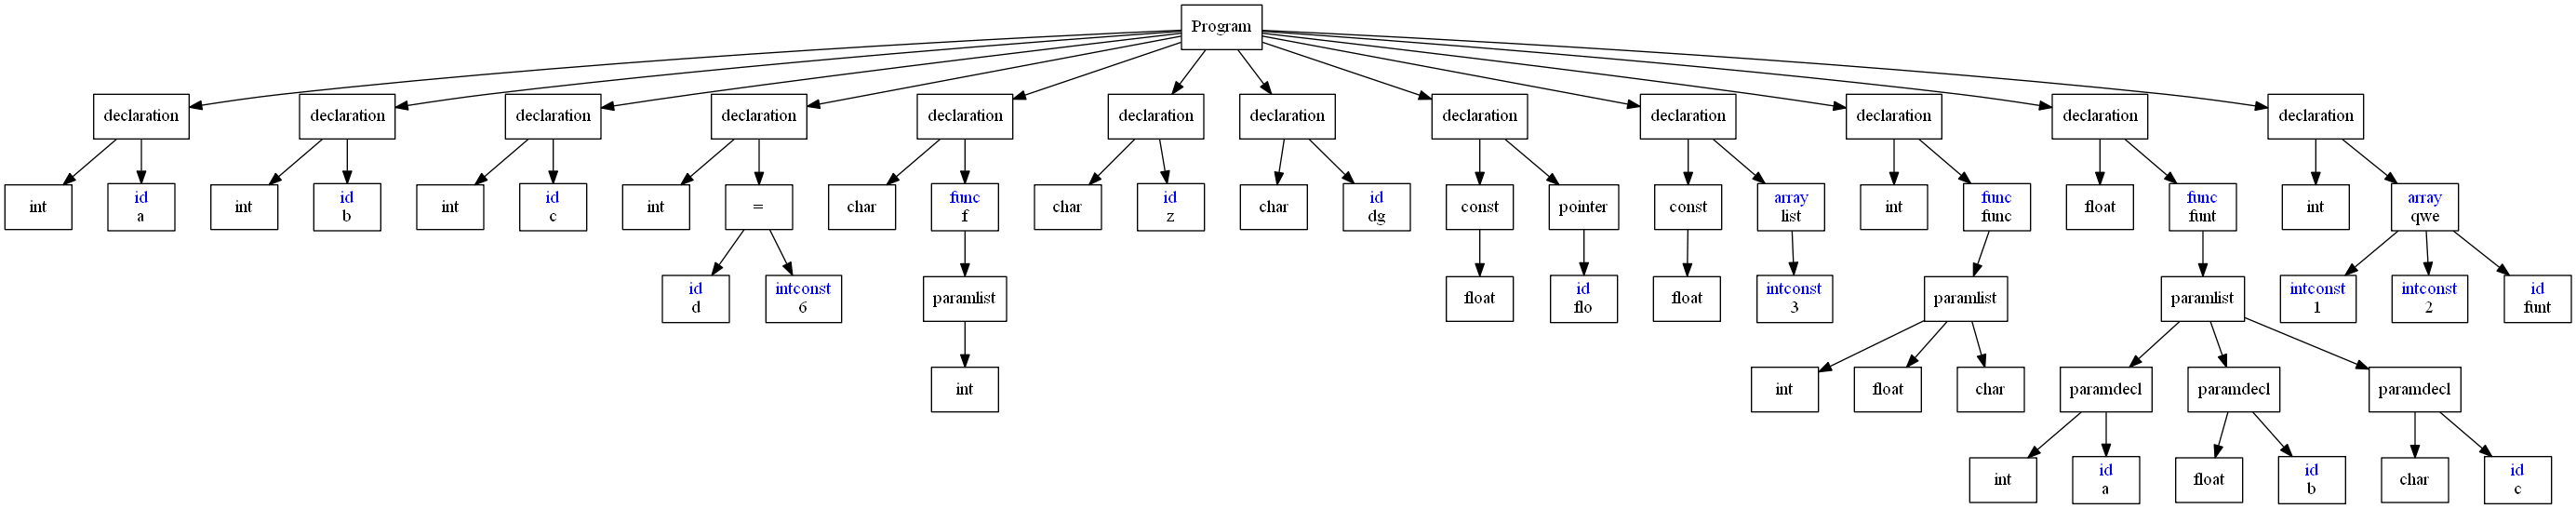 Program
declaration
declaration
declaration
declaration
declaration
declaration
declaration
declaration
declaration
declaration
declaration
declaration
int
id
a
int
id
b
int
id
c
int
=
char
func
f
char
id
z
char
id
dg
const
pointer
const
array
list
int
func
func
float
func
funt
int
array
qwe
id
d
intconst
6
paramlist
float
id
flo
float
intconst
3
paramlist
paramlist
intconst
1
intconst
2
id
funt
int
int
float
char
paramdecl
paramdecl
paramdecl
int
id
a
float
id
b
char
id
c